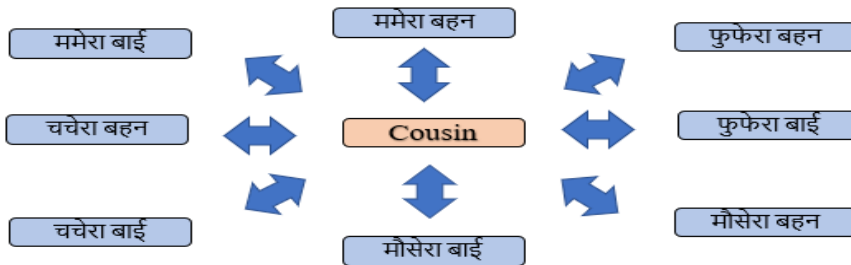 ममेरा बहन
ममेरा बाई
फुफेरा बहन
चचेरा बहन
Cousin
फुफेरा बाई
चचेरा बाई
मौसेरा बाई
मौसेरा बहन